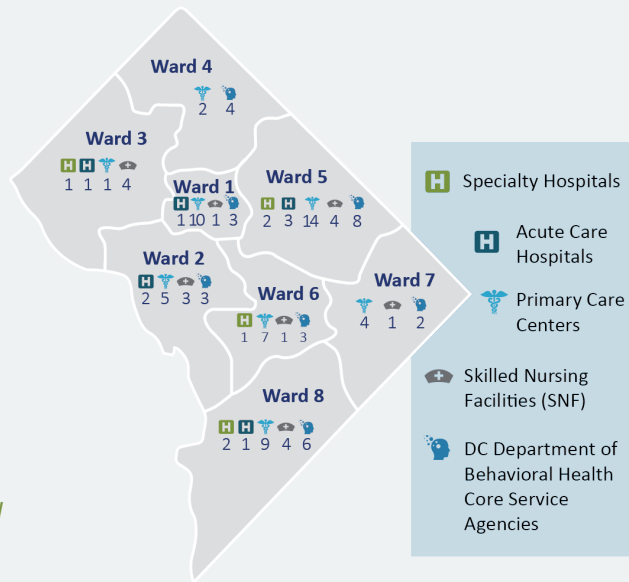 Ward 4
2 4
Ward 3
H H
1 1 1 4
Ward 1
H
1 10 1 3
Ward 5
H H
2 3 14 4 8
Ward 2
H
2 5 3 3
Ward 6
H
1 7 1 3
Ward 7
4 1 2
Ward 8
H H
2 1 9 4 6
H Specialty Hospitals
H Acute Care
Hospitals
Primary Care
Centers
Skilled Nursing
Facilities (SNF)
DC Department of
Behavioral Health
Core Service
Agencies